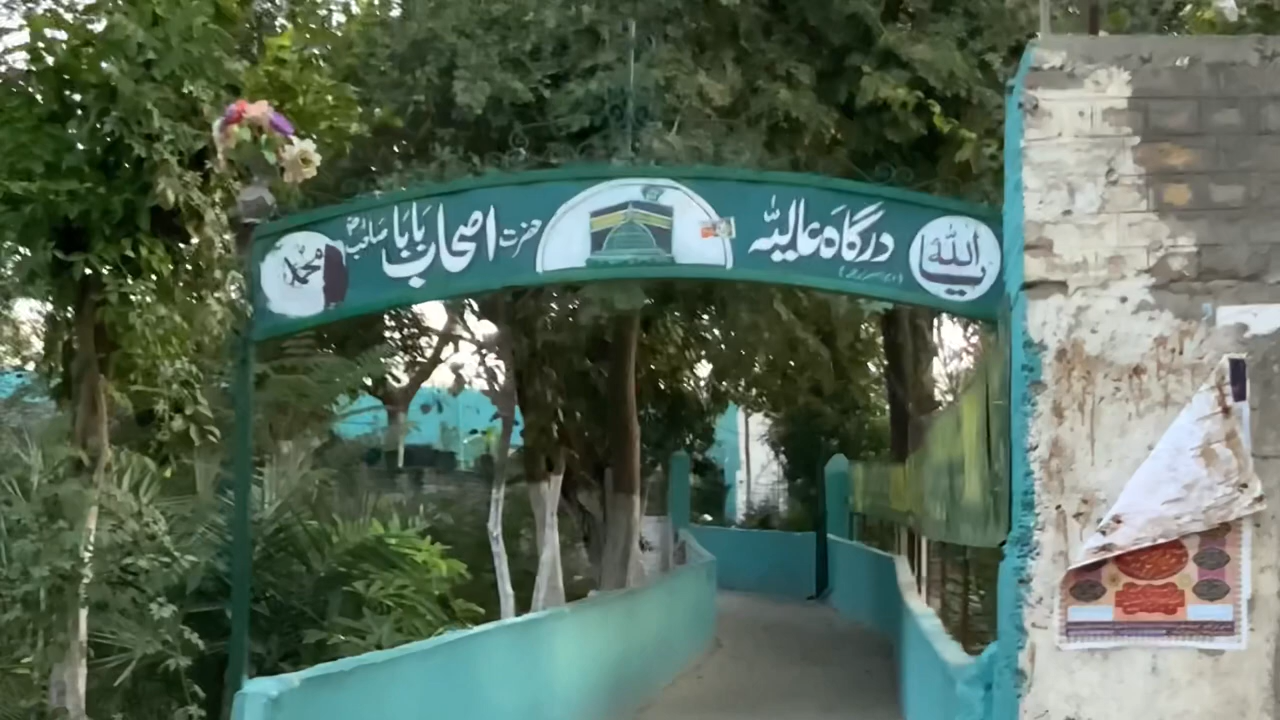 یا اللہ
درگاہ عالیہ
حضرت اصحاب بابا صاحب
محمد